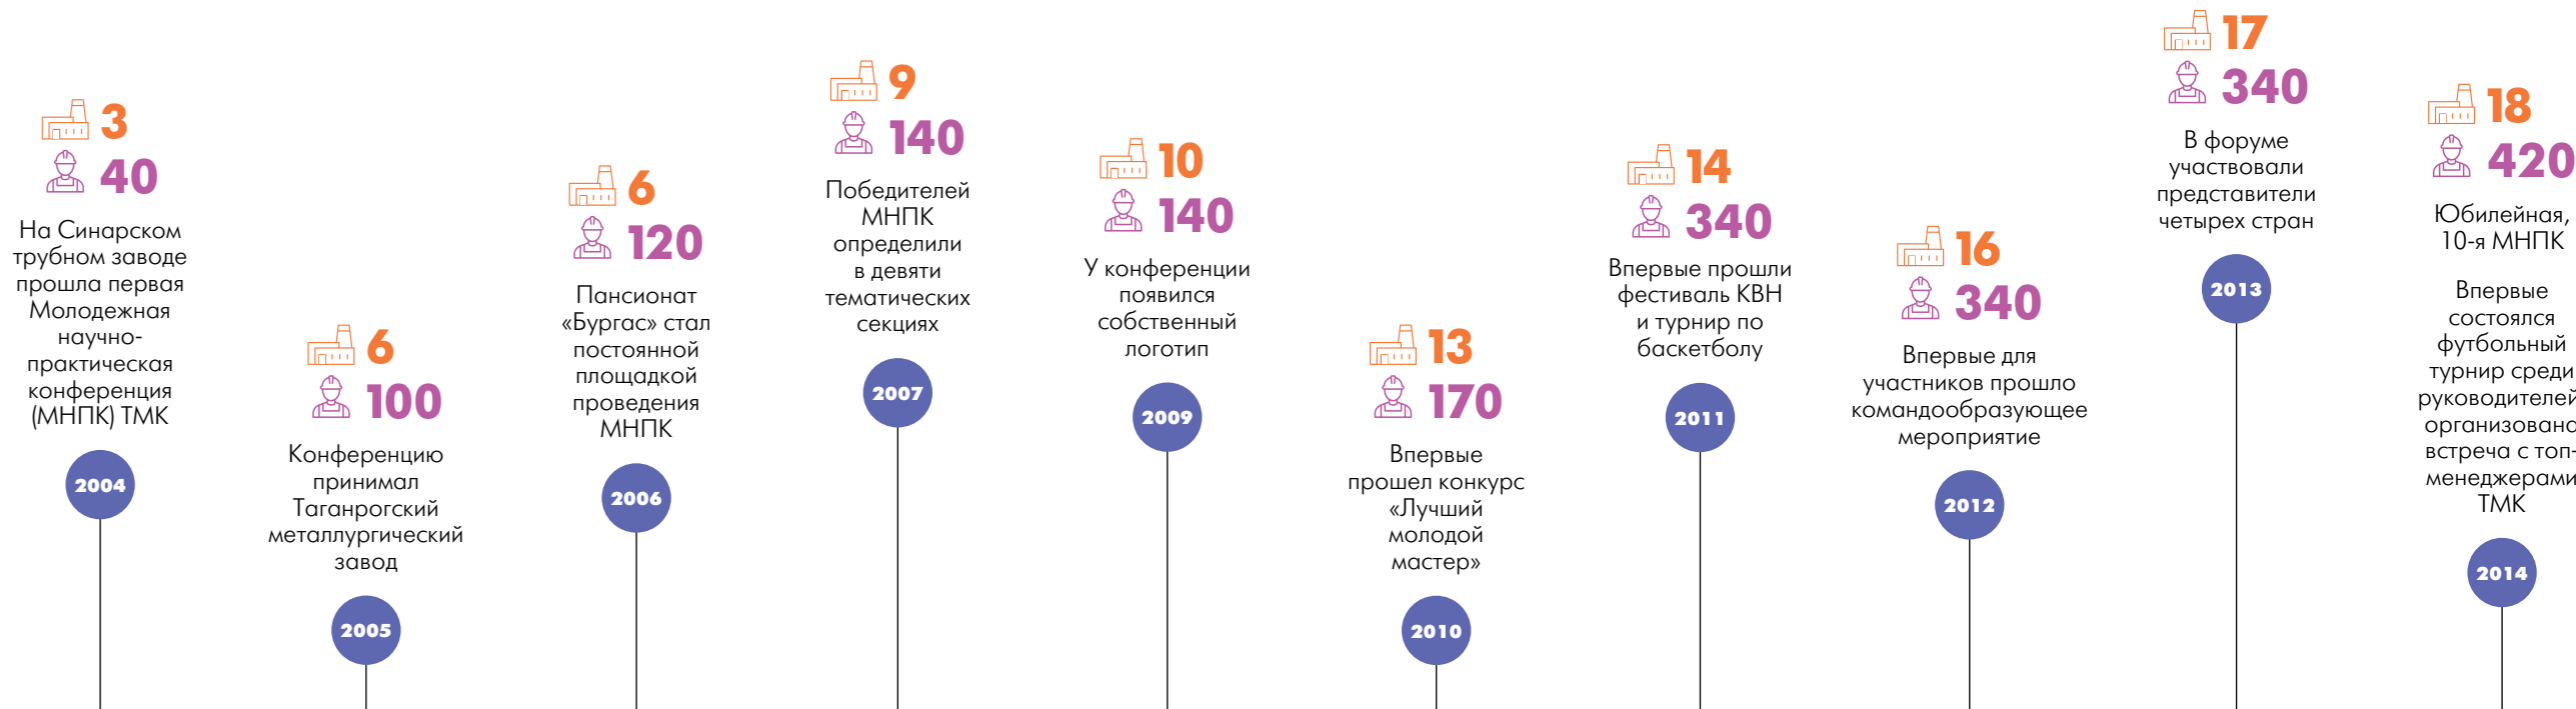 3
40
На Синарском
трубном заводе
прошла первая
Молодежная
научно-
практическая
конференция
(МНПК) ТМК
2004
6
100
Конференцию
принимал
Таганрогский
металлургический
завод
2005
6
120
Пансионат
«Бургас» стал
постоянной
площадкой
проведения
МНПК
2006
9
140
Победителей
МНПК
определили
в девяти
тематических
секциях
2007
10
140
У конференции
появился
собственный
логотип
2009
13
170
Впервые
прошел конкурс
«Лучший
молодой
мастер»
2010
14
340
Впервые прошли
фестиваль КВН
и турнир по
баскетболу
2011
16
340
Впервые для
участников прошло
командообразующее
мероприятие
2012
17
340
В форуме
участвовали
представители
четырех стран
2013
18
420
Юбилейная,
10-я МНПК
Впервые
состоялся
футбольный
турнир среди
руководителей
организована
встреча с топ-
менеджерами
ТМК
2014